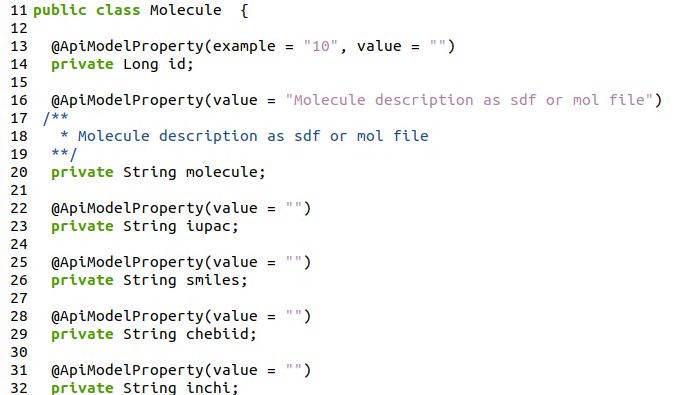 11 public class Molecule  {
12
13   @ApiModelProperty(example = "10", value = "")
14   private Long id;
15
16   @ApiModelProperty(value = "Molecule description as sdf or mol file")
17  /**
18    * Molecule description as sdf or mol file
19   **/
20   private String molecule;
21
22   @ApiModelProperty(value = "")
23   private String iupac;
24
25   @ApiModelProperty(value = "")
26   private String smiles;
27
28   @ApiModelProperty(value = "")
29   private String chebiid;
30
31   @ApiModelProperty(value = "")
32   private String inchi;